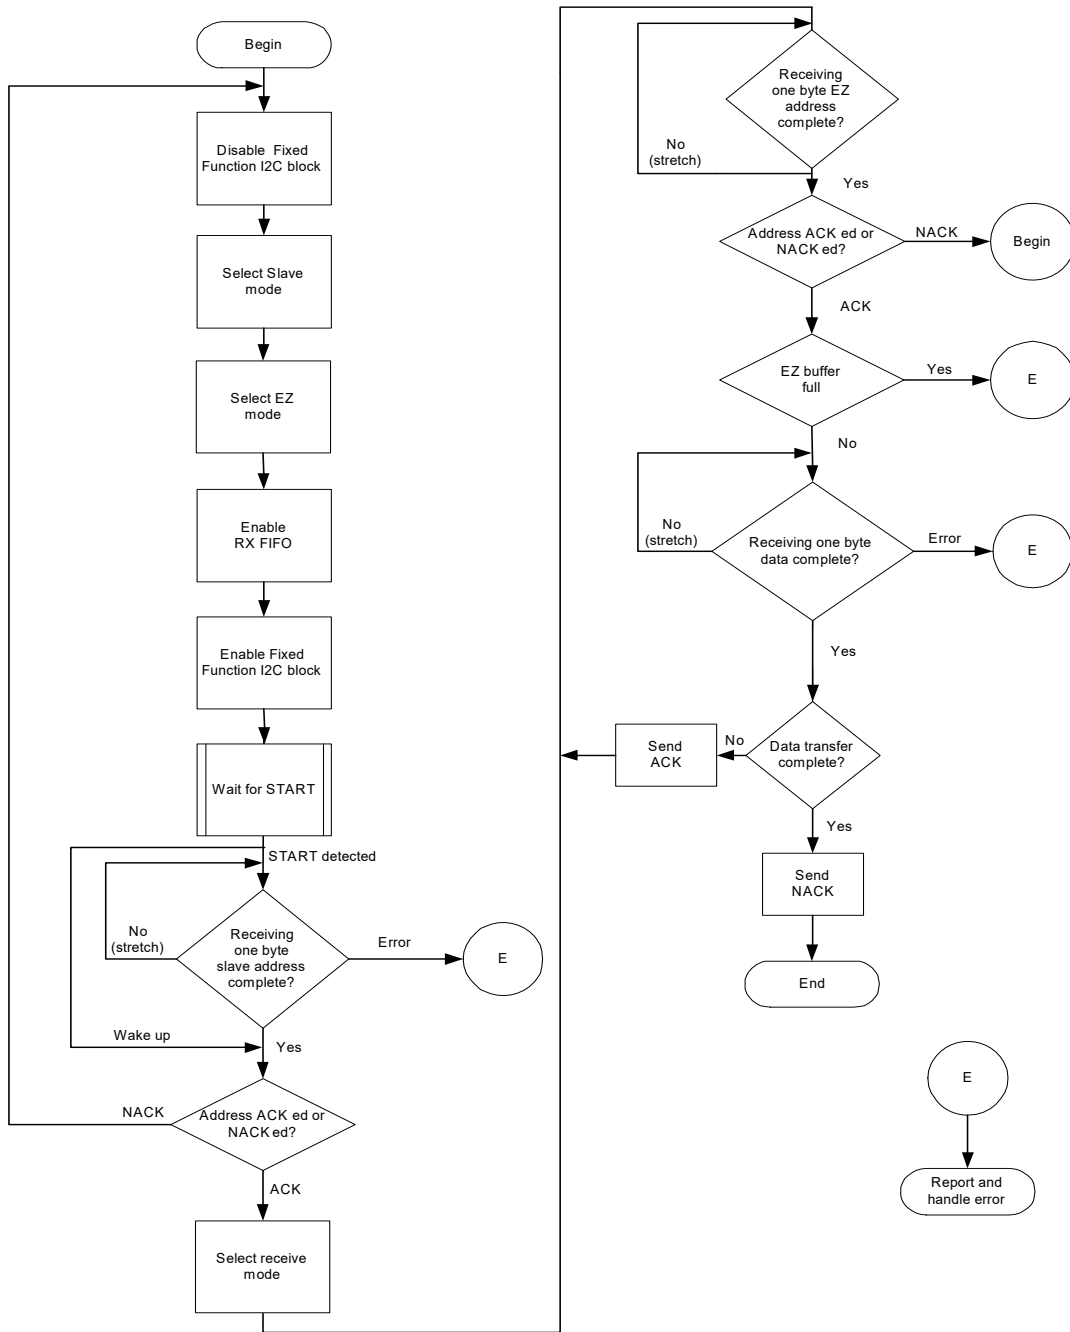 Begin
Disable Fixed
Function I2C block
Select Slave
mode
Select EZ
mode
Enable
RX FIFO
Enable Fixed
Function I2C block
Wait for START
START detected
No
(stretch)
Receiving
one byte
slave address
complete?
Error
E
Wake up
Yes
NACK
Address ACK ed or
NACK ed?
ACK
Select receive
mode
Receiving
one byte EZ
address
complete?
No
(stretch)
Yes
Address ACK ed or
NACK ed?
NACK
Begin
ACK
EZ buffer
full
Yes
E
No
No
(stretch)
Receiving one byte
data complete?
Error
E
Yes
Send
ACK
No
Data transfer
complete?
Yes
Send
NACK
End
E
Report and
handle error